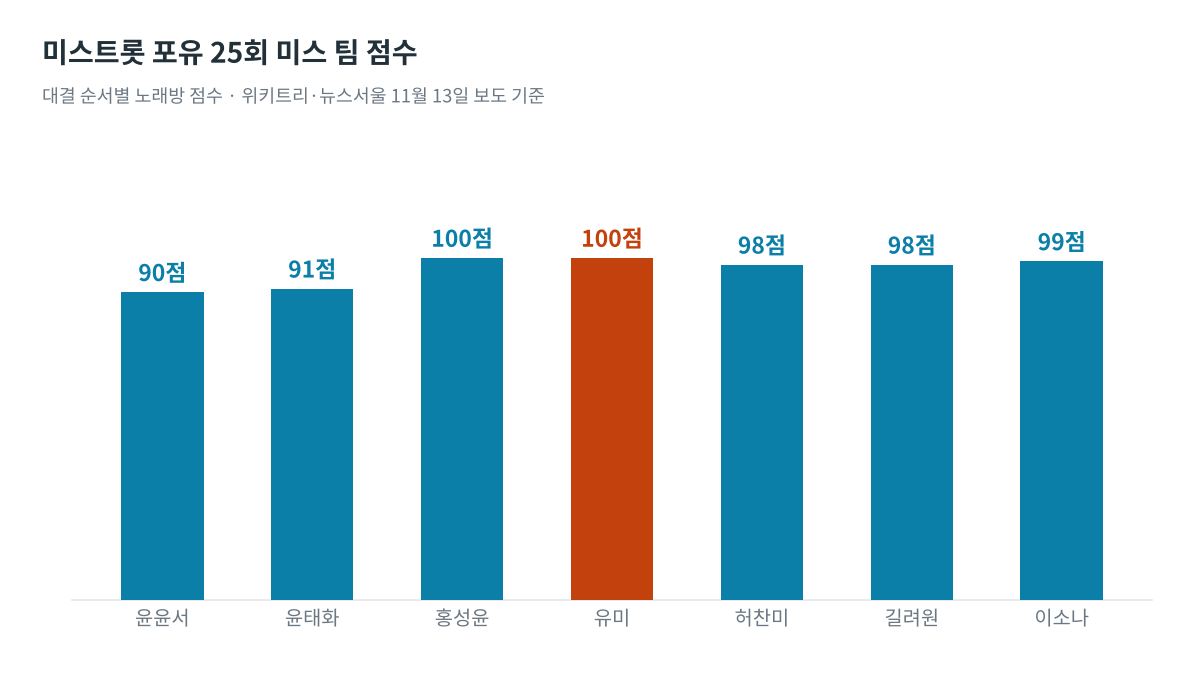 미스트롯 포유 25회 미스 팀 점수
대결 순서별 노래방 점수 · 위키트리·뉴스서울 11월 13일 보도 기준
90점
91점
100점
100점
98점
98점
99점
윤윤서
윤태화
홍성윤
유미
허찬미
길려원
이소나